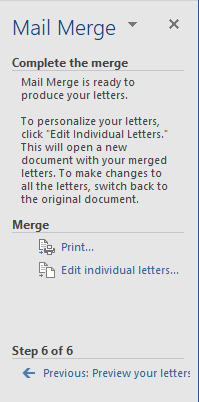 Mail Merge
Complete the merge
Mail Merge is ready to
produce your letters.
To personalize your letters,
click "Edit Individual Letters."
This will open a new
document with your merged
letters. To make changes to
all the letters, switch back to
the original document.
Merge
Print...
Edit individual letters...
Step 6 of 6
Previous: Preview your letters